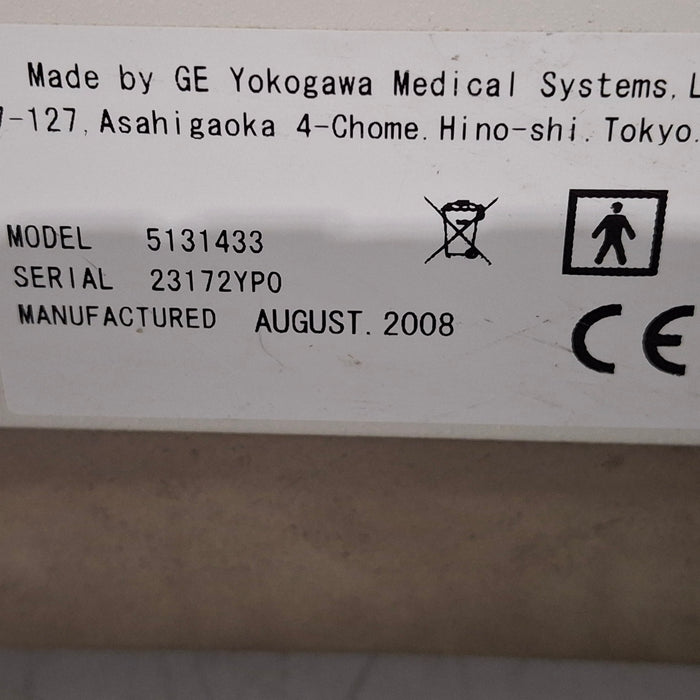 Made by GE Yokogawa Medical Systems, L
7-127, Asahigaoka 4-Chome. Hino-shi. Tokyo.
MODEL 5131433
SERIAL 23172YP0
MANUFACTURED AUGUST. 2008
CE